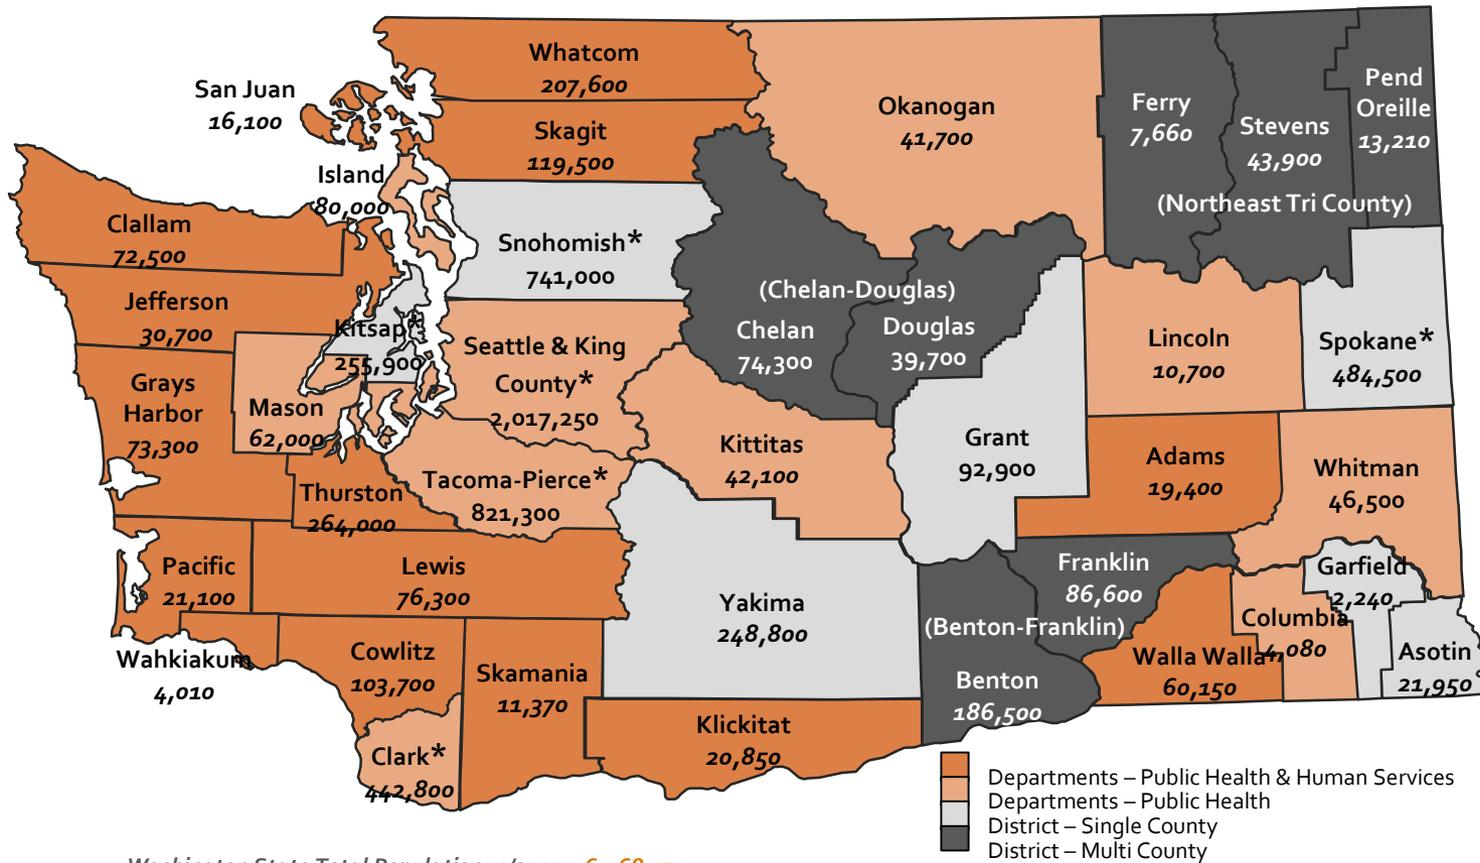 Whatcom
207,600
San Juan
16,100
Skagit
119,500
Island
80,000
Okanogan
41,700
Ferry
7,660
Stevens
43,900
Pend
Oreille
13,210
(Northeast Tri County)
Clallam
72,500
Snohomish*
741,000
Jefferson
30,700
Kitsap*
255,900
Seattle & King
County*
2,017,250
(Chelan-Douglas)
Chelan
74,300
Douglas
39,700
Lincoln
10,700
Spokane*
484,500
Grays
Harbor
73,300
Mason
62,000
Kittitas
42,100
Grant
92,900
Adams
19,400
Whitman
46,500
Thurston
264,000
Tacoma-Pierce*
821,300
Pacific
21,100
Lewis
76,300
Yakima
248,800
Franklin
86,600
(Benton-Franklin)
Benton
186,500
Garfield
2,240
Columbia
4,080
Walla Walla
60,150
Asotin
21,950
Wahkiakum
4,010
Cowlitz
103,700
Skamania
11,370
Klickitat
20,850
Clark*
442,800
Departments – Public Health & Human Services
Departments – Public Health
District – Single County
District – Multi County
Washington State Total Population